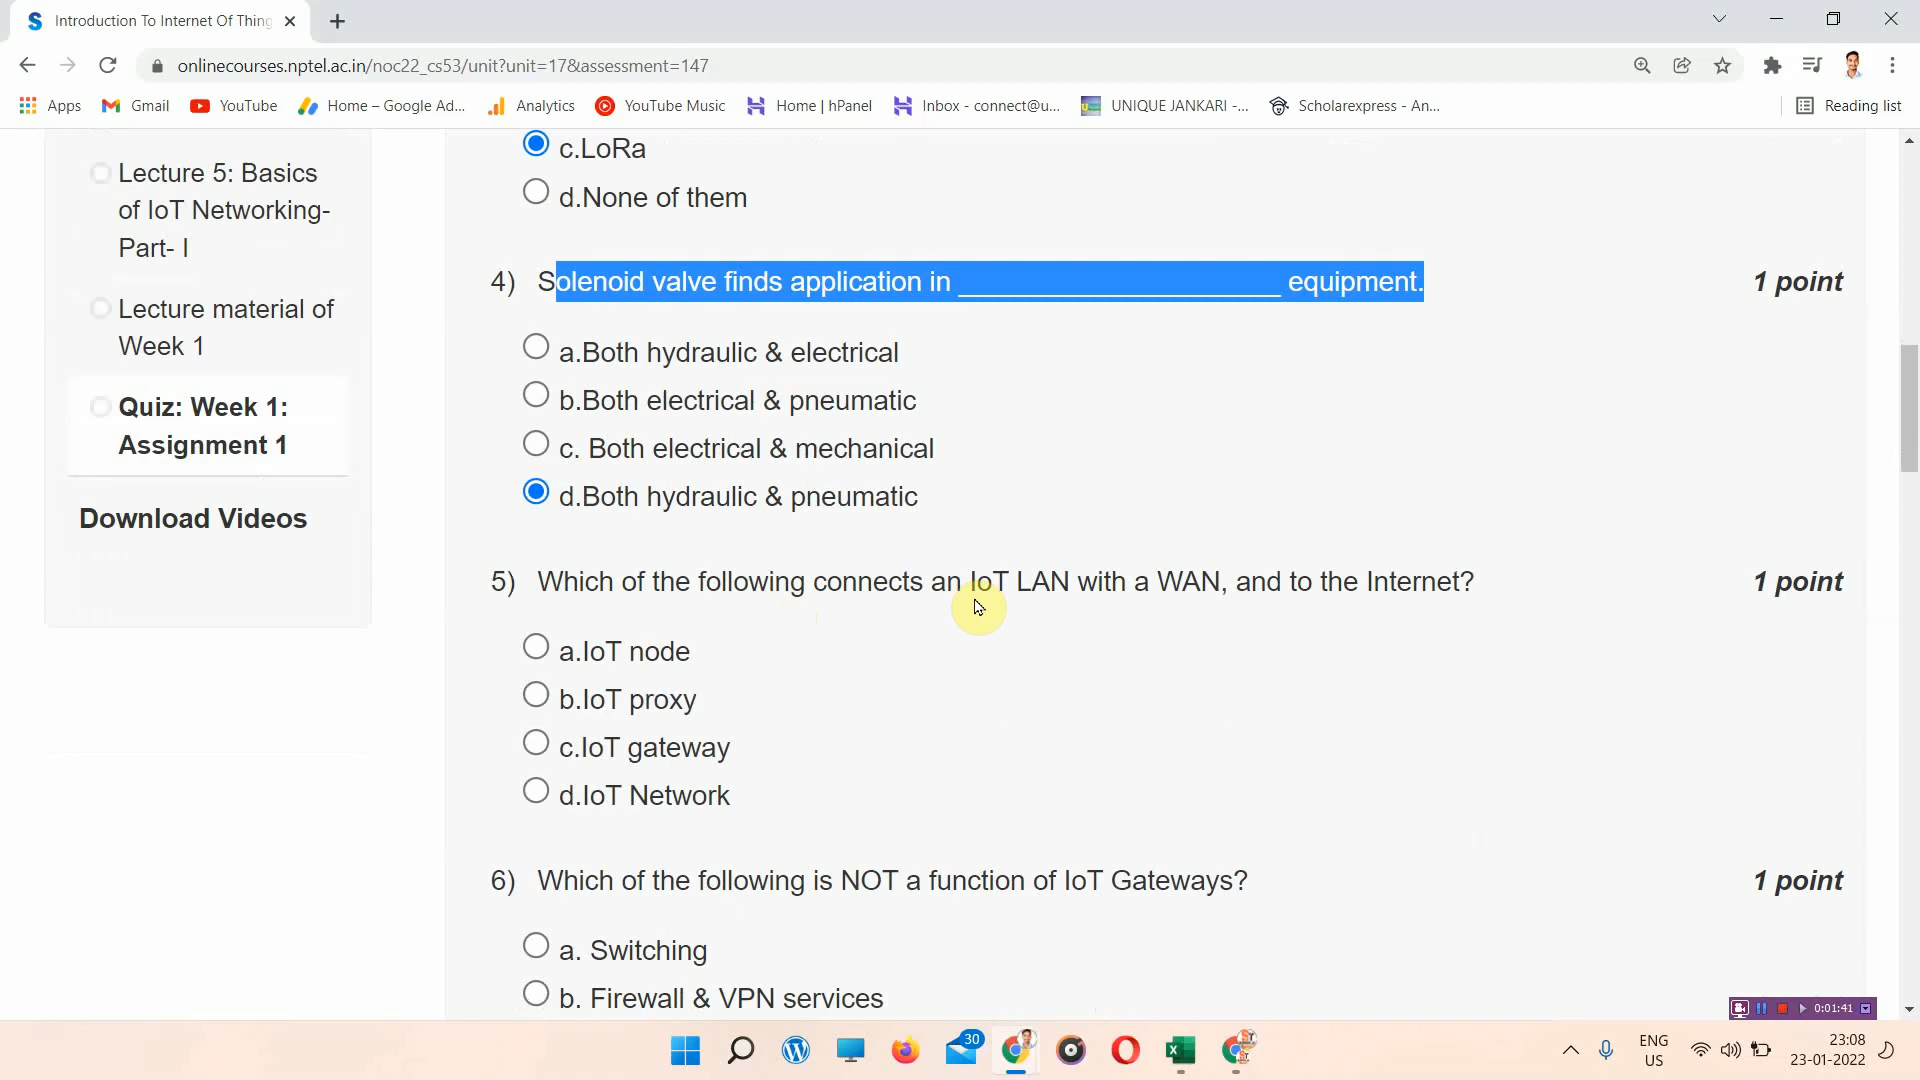 Introduction To Internet Of Thing
onlinecourses.nptel.ac.in/noc22_cs53/unit?unit=17&assessment=147
Apps Gmail YouTube Home – Google Ad... Analytics YouTube Music Home | hPanel Inbox - connect@u... UNIQUE JANKARI -... Scholarexpress - An... Reading list
Lecture 5: Basics
of IoT Networking-
Part- I
Lecture material of
Week 1
Quiz: Week 1:
Assignment 1
Download Videos
c.LoRa
d.None of them
4) Solenoid valve finds application in _____________________ equipment. 1 point
a.Both hydraulic & electrical
b.Both electrical & pneumatic
c. Both electrical & mechanical
d.Both hydraulic & pneumatic
5) Which of the following connects an IoT LAN with a WAN, and to the Internet? 1 point
a.IoT node
b.IoT proxy
c.IoT gateway
d.IoT Network
6) Which of the following is NOT a function of IoT Gateways? 1 point
a. Switching
b. Firewall & VPN services
0:01:41
30
ENG
US
23:08
23-01-2022